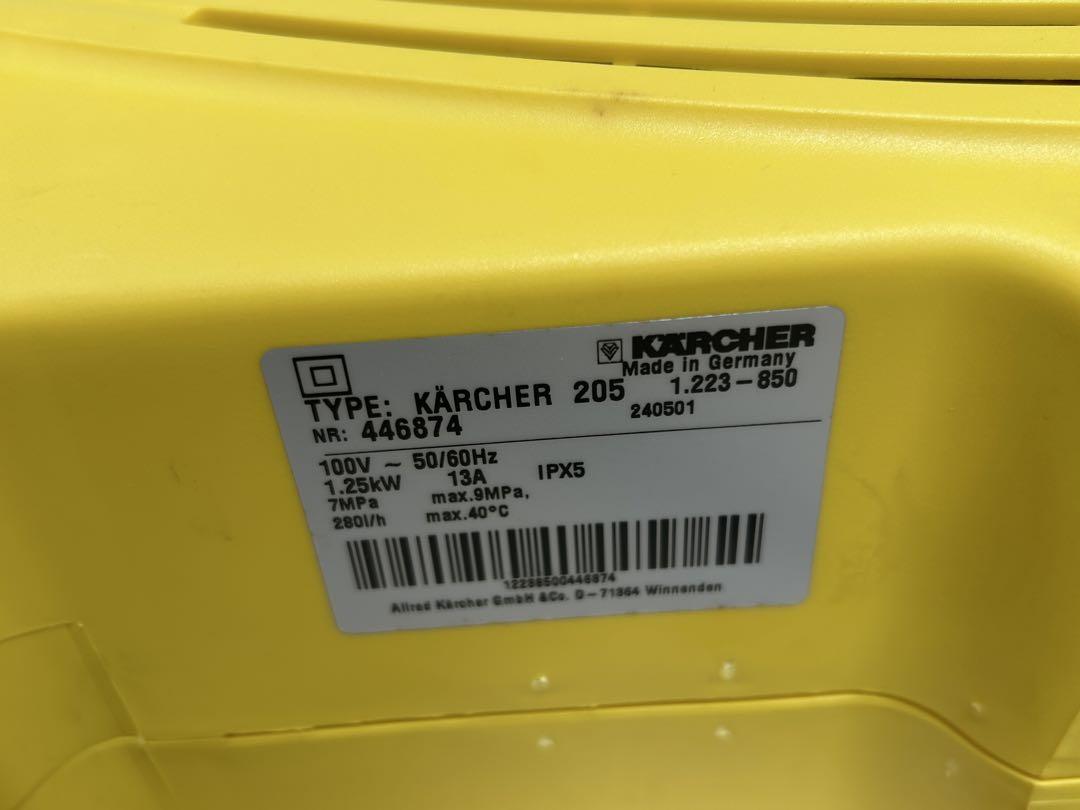 KÄRCHER
Made in Germany
TYPE: KÄRCHER 205 1.223-850
NR: 446874 240501
100V ~ 50/60Hz
1.25kW 13A IPX5
7MPa max.9MPa,
280l/h max.40°C
12238500446874
Alfred Kärcher GmbH &Co. D-71364 Winnenden